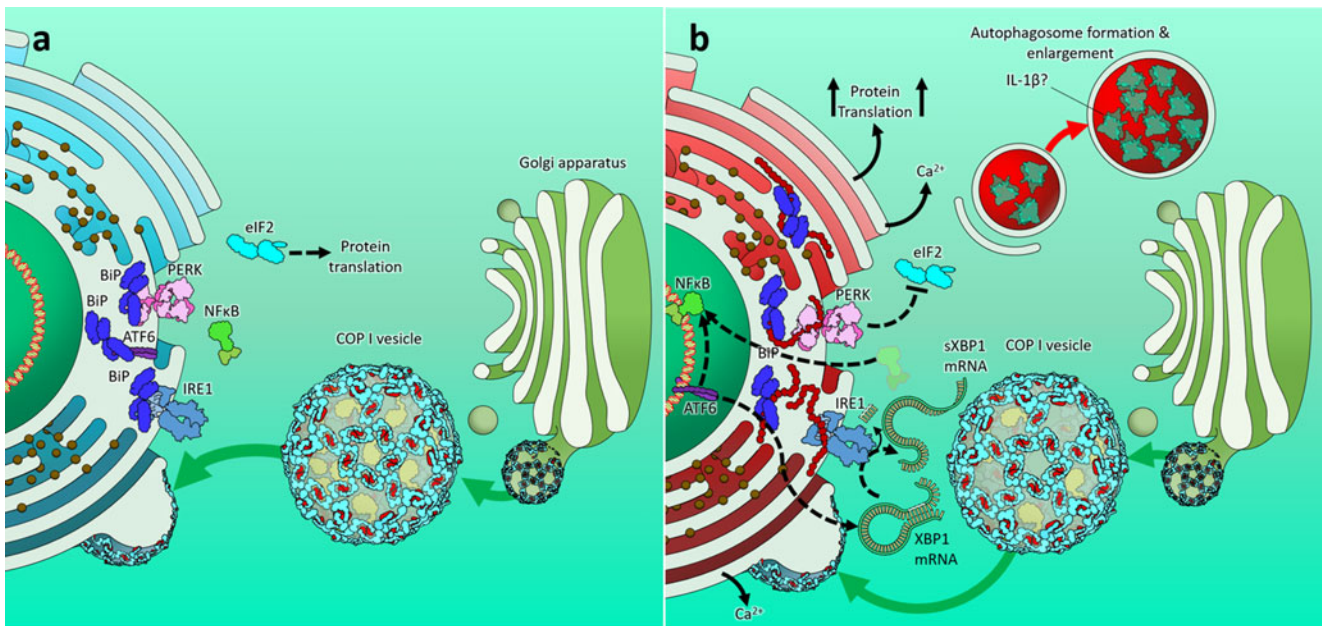 a
Golgi apparatus
eIF2
Protein
translation
BiP
PERK
BiP
NFκB
ATF6
COP I vesicle
BiP
IRE1
b
Autophagosome formation &
enlargement
IL-1β?
Protein
Translation
Ca²⁺
eIF2
NFκB
PERK
BiP
sXBP1
mRNA
COP I vesicle
ATF6
IRE1
XBP1
mRNA
Ca²⁺